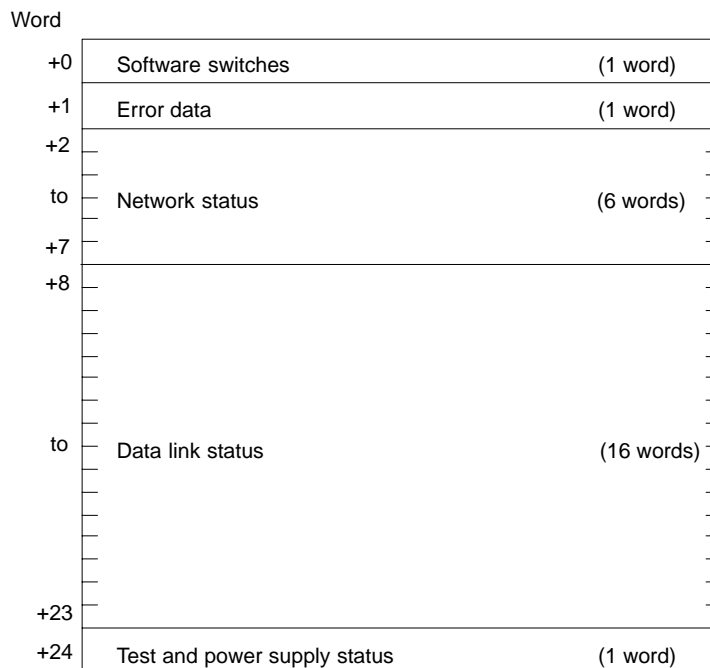 Word
+0 Software switches (1 word)
+1 Error data (1 word)
+2
to Network status (6 words)
+7
+8
to Data link status (16 words)
+23
+24 Test and power supply status (1 word)